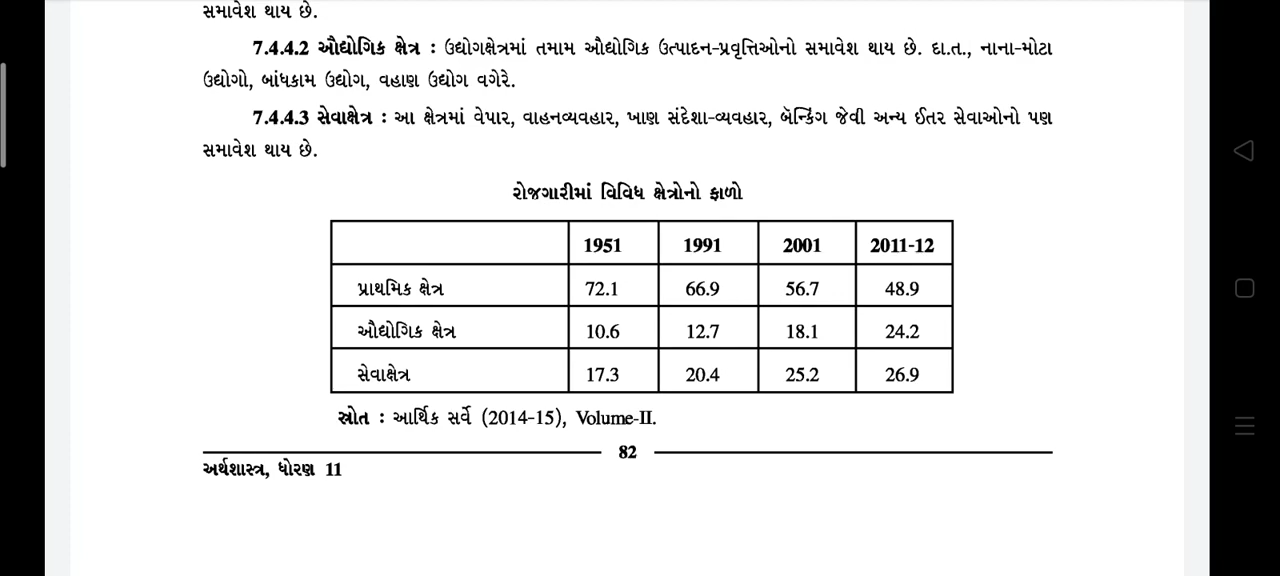 સમાવેશ થાય છે.
7.4.4.2 ઔદ્યોગિક ક્ષેત્ર : ઉદ્યોગક્ષેત્રમાં તમામ ઔદ્યોગિક ઉત્પાદન-પ્રવૃત્તિઓનો સમાવેશ થાય છે. દા.ત., નાના-મોટા
ઉદ્યોગો, બાંધકામ ઉદ્યોગ, વહાણ ઉદ્યોગ વગેરે.
7.4.4.3 સેવાક્ષેત્ર : આ ક્ષેત્રમાં વેપાર, વાહનવ્યવહાર, ખાણ સંદેશા-વ્યવહાર, બૅન્કિંગ જેવી અન્ય ઈતર સેવાઓનો પણ
સમાવેશ થાય છે.
રોજગારીમાં વિવિધ ક્ષેત્રોનો ફાળો
1951 1991 2001 2011-12
પ્રાથમિક ક્ષેત્ર 72.1 66.9 56.7 48.9
ઔદ્યોગિક ક્ષેત્ર 10.6 12.7 18.1 24.2
સેવાક્ષેત્ર 17.3 20.4 25.2 26.9
સ્રોત : આર્થિક સર્વે (2014-15), Volume-II.
82
અર્થશાસ્ત્ર, ધોરણ 11